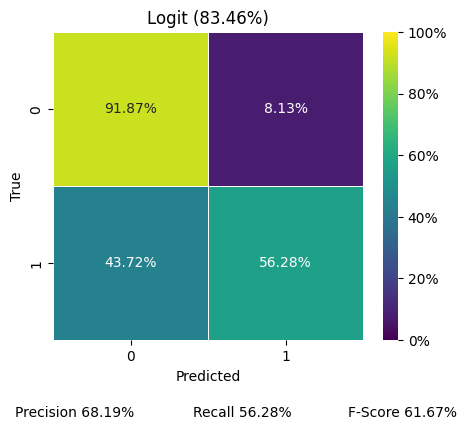 Logit (83.46%)
100%
0
91.87%
8.13%
80%
60%
True
1
43.72%
56.28%
40%
20%
0%
0
1
Predicted
Precision 68.19%
Recall 56.28%
F-Score 61.67%